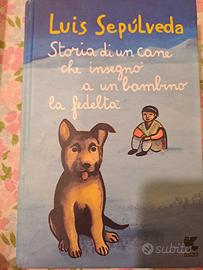 Luis Sepúlveda
Storia di un cane
che insegnò
a un bambino
la fedeltà
subito